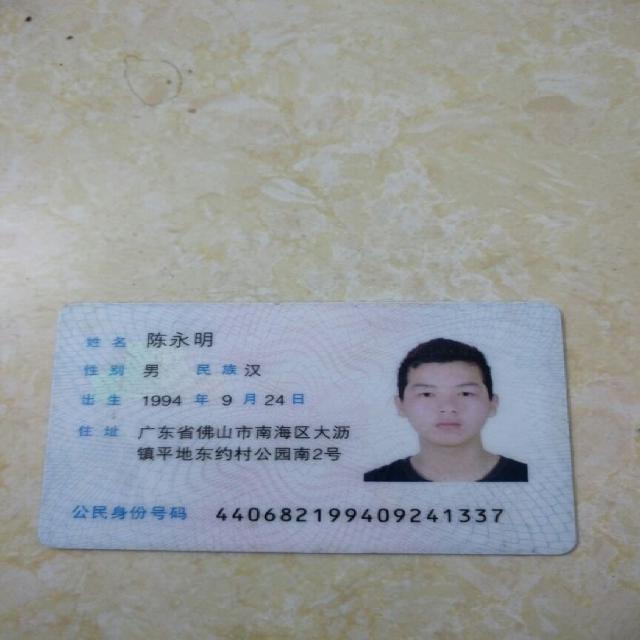 姓名 陈永明
性别 男 民族 汉
出生 1994 年 9 月 24 日
住址 广东省佛山市南海区大沥
镇平地东约村公园南2号
公民身份号码 440682199409241337